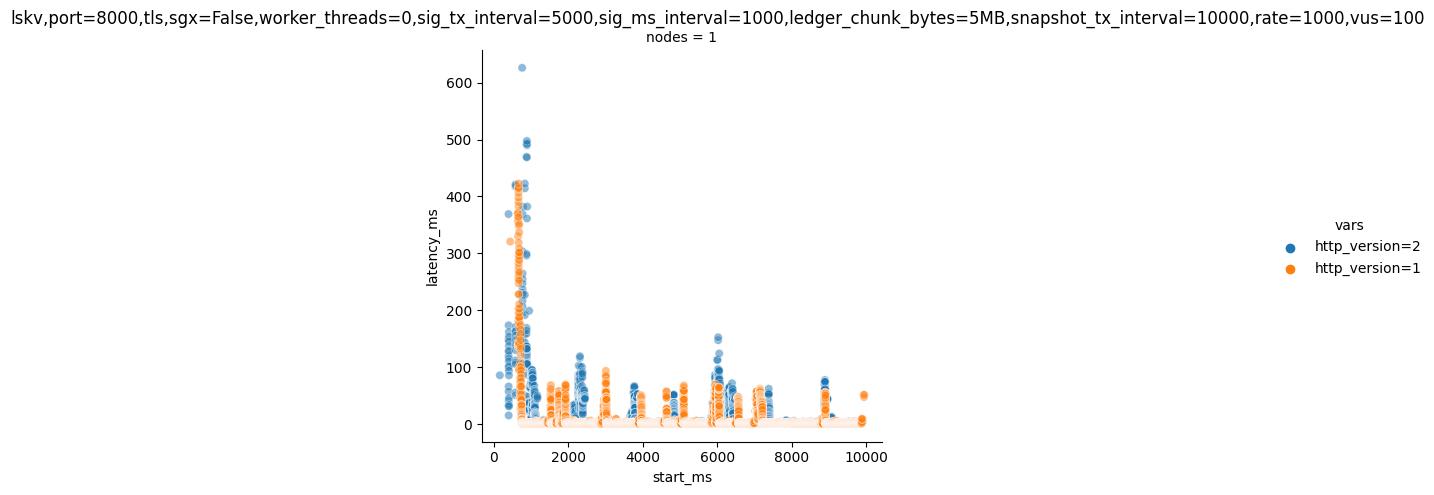 lskv,port=8000,tls,sgx=False,worker_threads=0,sig_tx_interval=5000,sig_ms_interval=1000,ledger_chunk_bytes=5MB,snapshot_tx_interval=10000,rate=1000,vus=100
nodes = 1
600
500
400
300
200
100
0
latency_ms
0 2000 4000 6000 8000 10000
start_ms
vars
http_version=2
http_version=1